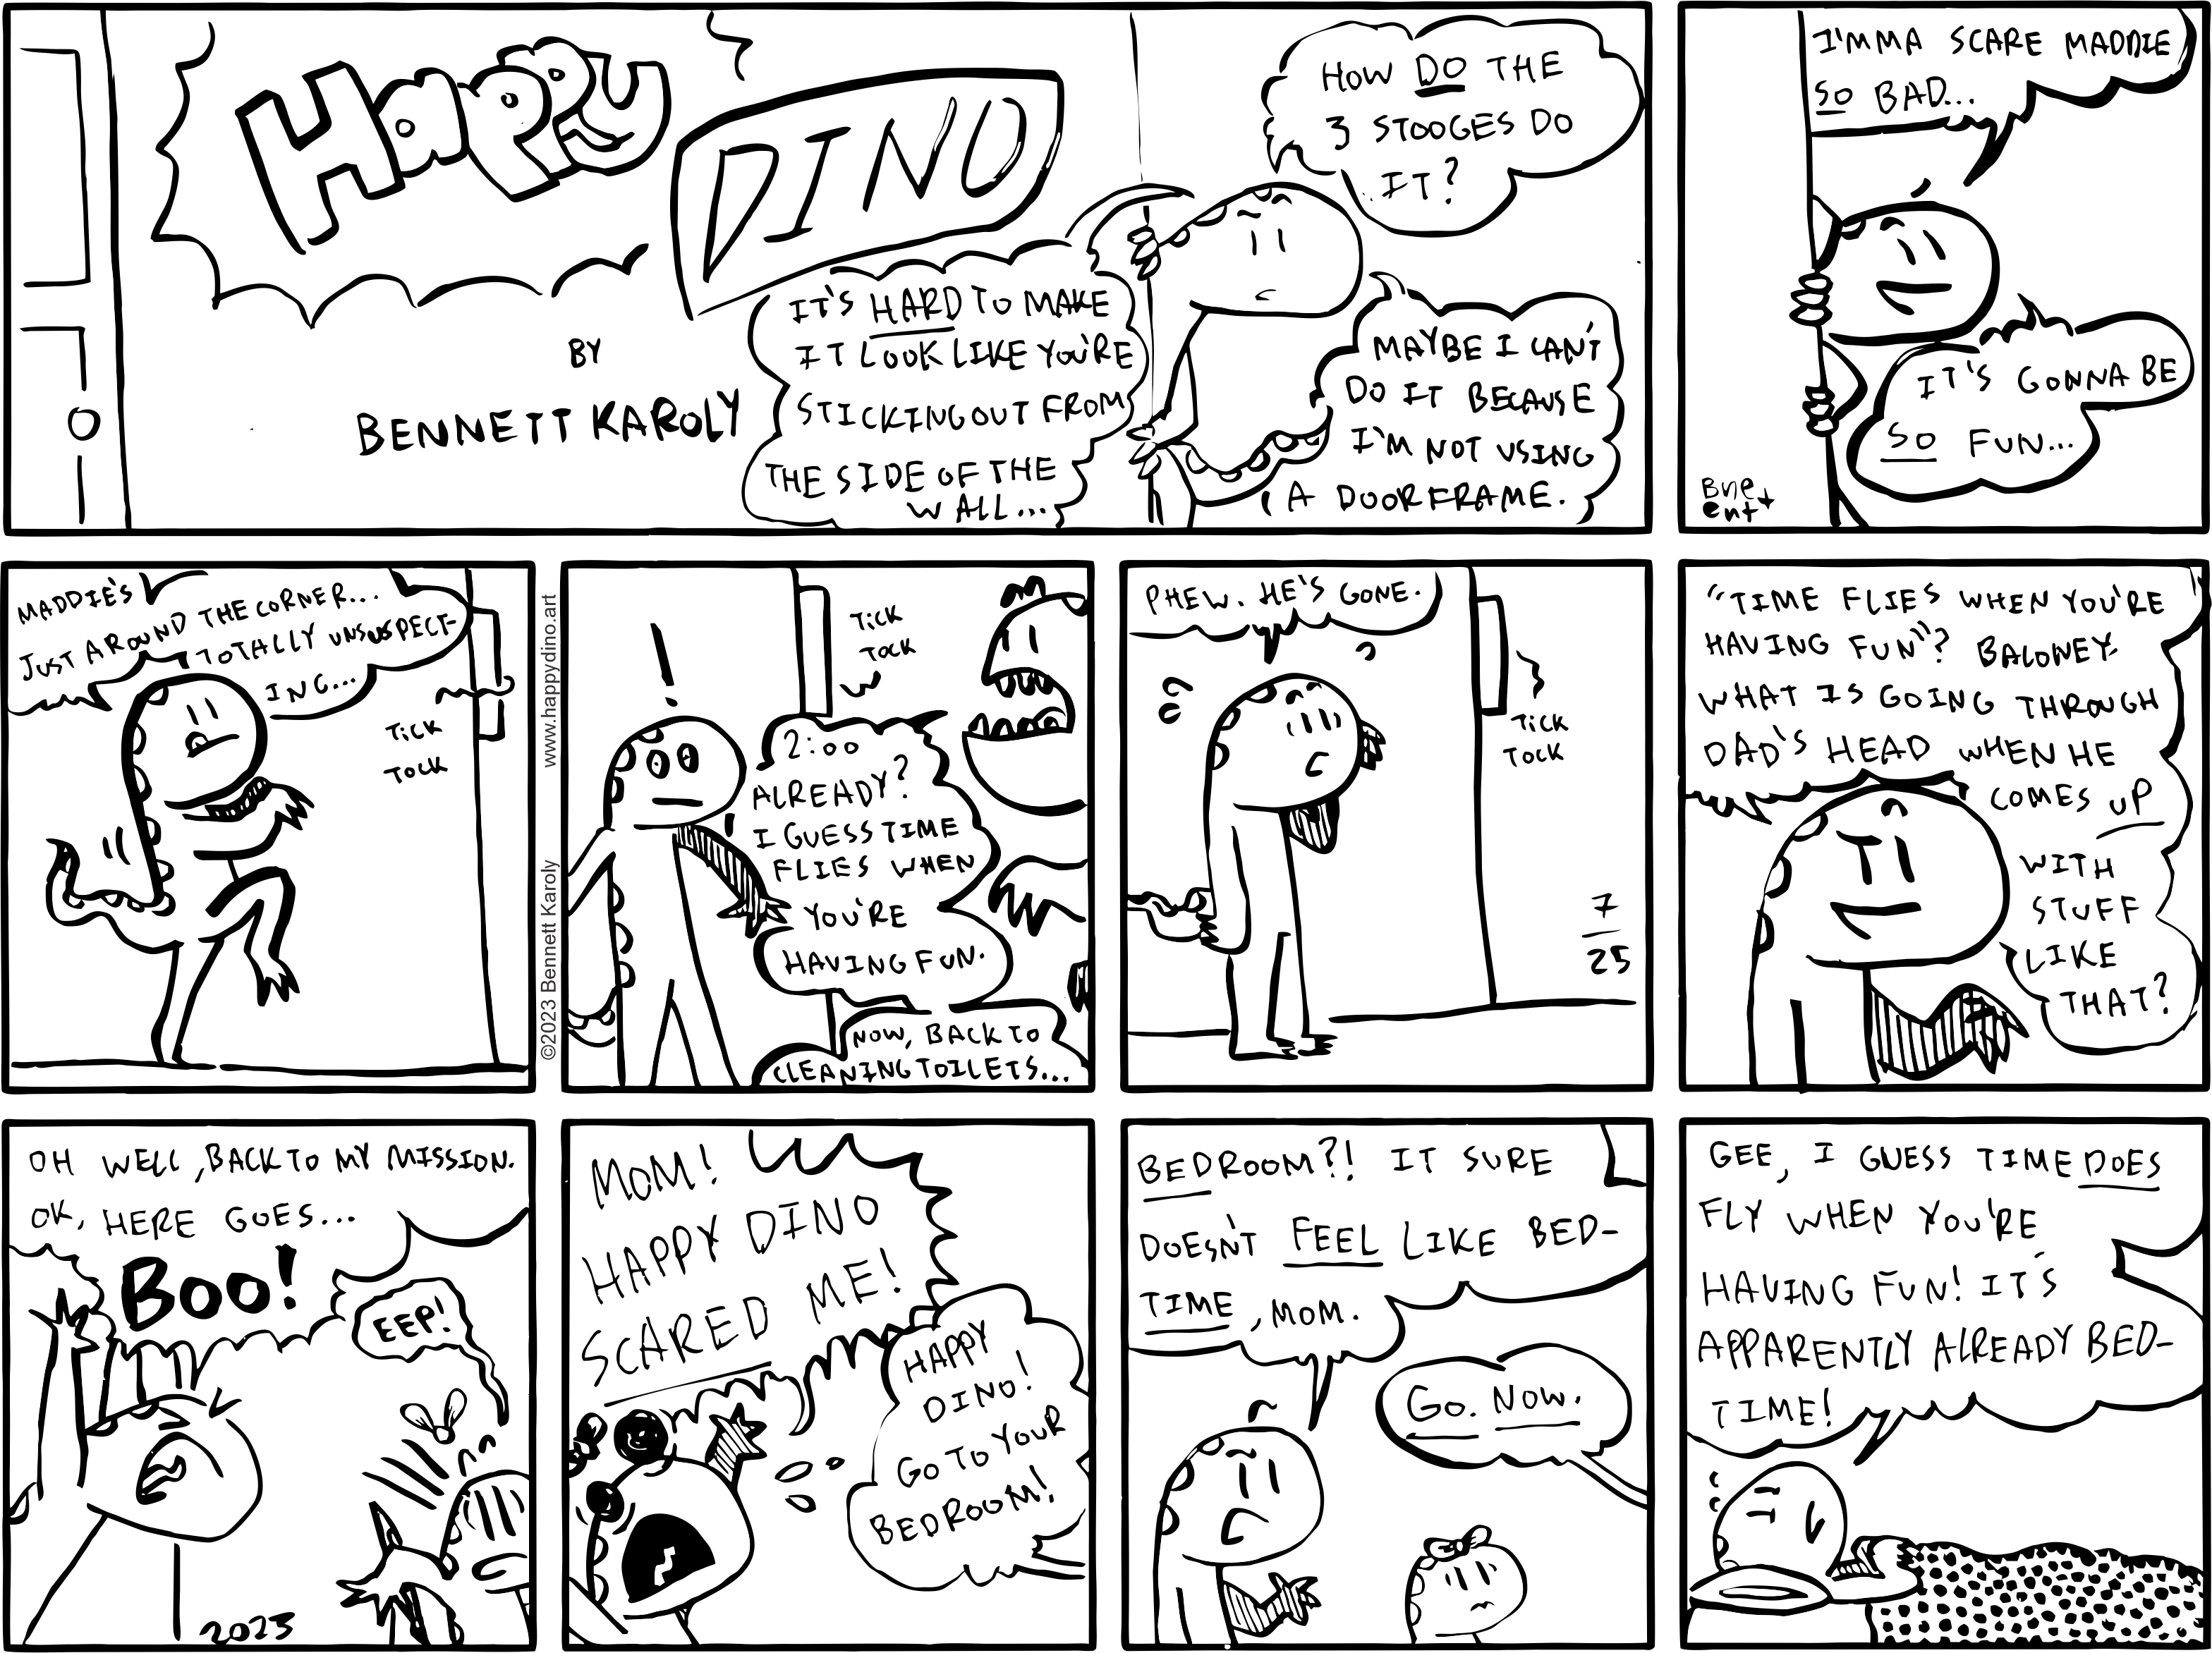 Happy
DINO
BY
BENNETT KAROLY
HOW DO THE
3 STOOGES DO
IT?
IT'S HARD TO MAKE
IT LOOK LIKE YOU'RE
STICKING OUT FROM
THE SIDE OF THE
WALL...
MAYBE I CAN'T
DO IT BECAUSE
I'M NOT USING
A DOORFRAME.
I'MMA SCARE MADDIE
SO BAD...
IT'S GONNA BE
SO FUN...
Bne
ent
MADDIE'S
JUST AROUND THE CORNER...
TOTALLY UNSUSPECT-
ING...
TICK
TOCK
www.happydino.art
©2023 Bennett Karoly
!
TICK
TOCK
2:00
ALREADY?
I GUESS TIME
FLIES WHEN
YOU'RE
HAVING FUN.
NOW, BACK TO
CLEANING TOILETS...
PHEW. HE'S GONE.
TICK
TOCK
7
25
"TIME FLIES WHEN YOU'RE
HAVING FUN"? BALONEY.
WHAT IS GOING THROUGH
DAD'S HEAD WHEN HE
COMES UP
WITH
STUFF
LIKE
THAT?
OH WELL, BACK TO MY MISSION.
OK, HERE GOES...
BOO!
EEP!
2023
MOM!
HAPPY DINO
SCARED ME!
HAPPY
DINO!
GO TO YOUR
BEDROOM!
BEDROOM?! IT SURE
DOESN'T FEEL LIKE BED-
TIME, MOM.
GO. NOW.
GEE, I GUESS TIME DOES
FLY WHEN YOU'RE
HAVING FUN! IT'S
APPARENTLY ALREADY BED-
TIME!